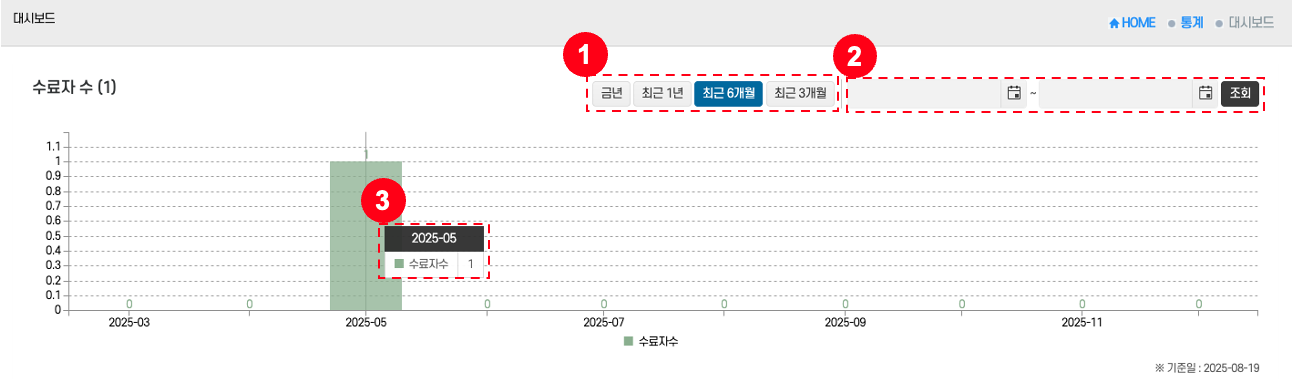 대시보드
HOME 통계 대시보드
1
2
수료자 수 (1)
금년 최근 1년 최근 6개월 최근 3개월
~ 조회
1.1
1
0.9
0.8
0.7
0.6
0.5
0.4
0.3
0.2
0.1
0
1
3
2025-05
수료자수 1
0 0 0 0 0 0 0 0 0
2025-03 2025-05 2025-07 2025-09 2025-11
수료자수
※ 기준일 : 2025-08-19